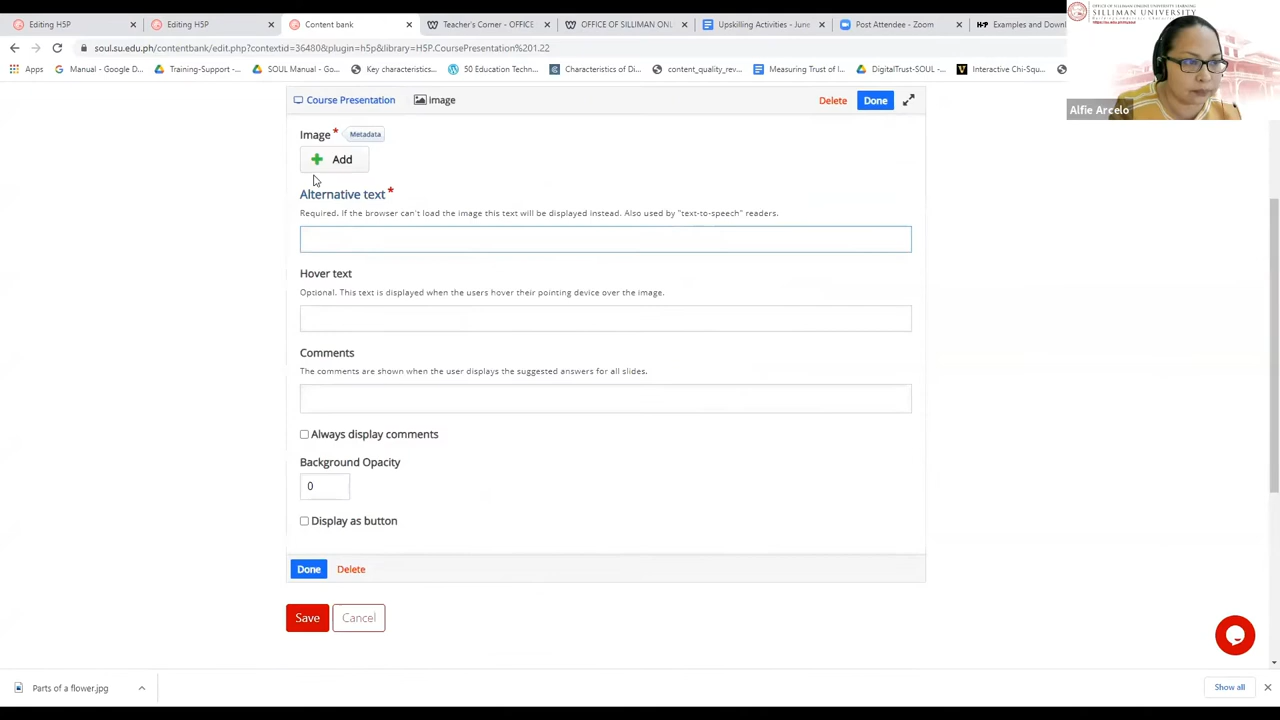 Editing H5P
Editing H5P
Content bank
Teacher's Corner - OFFICE
OFFICE OF SILLIMAN ONL
Upskilling Activities - June
Post Attendee - Zoom
Examples and Down
soul.su.edu.ph/contentbank/edit.php?contextid=36480&plugin=h5p&library=H5P.CoursePresentation%201.22
Apps
Manual - Google D...
Training-Support -...
SOUL Manual - Go...
Key characteristics...
50 Education Techn...
Characteristics of Di...
content_quality_rev...
Measuring Trust of I...
DigitalTrust-SOUL -...
Interactive Chi-Squ...
OFFICE OF
SILLIMAN ONLINE UNIVERSITY LEARNING
Alfie Arcelo
Course Presentation
image
Delete
Done
Image * Metadata
Add
Alternative text *
Required. If the browser can't load the image this text will be displayed instead. Also used by "text-to-speech" readers.
Hover text
Optional. This text is displayed when the users hover their pointing device over the image.
Comments
The comments are shown when the user displays the suggested answers for all slides.
Always display comments
Background Opacity
0
Display as button
Done
Delete
Save
Cancel
Parts of a flower.jpg
Show all